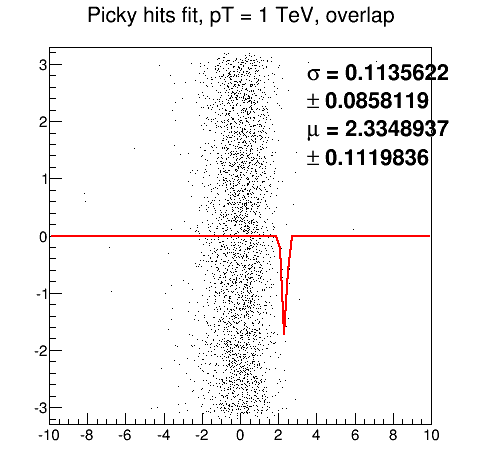 Picky hits fit, pT = 1 TeV, overlap
σ = 0.1135622
± 0.0858119
μ = 2.3348937
± 0.1119836
3
2
1
0
-1
-2
-3
-10 -8 -6 -4 -2 0 2 4 6 8 10